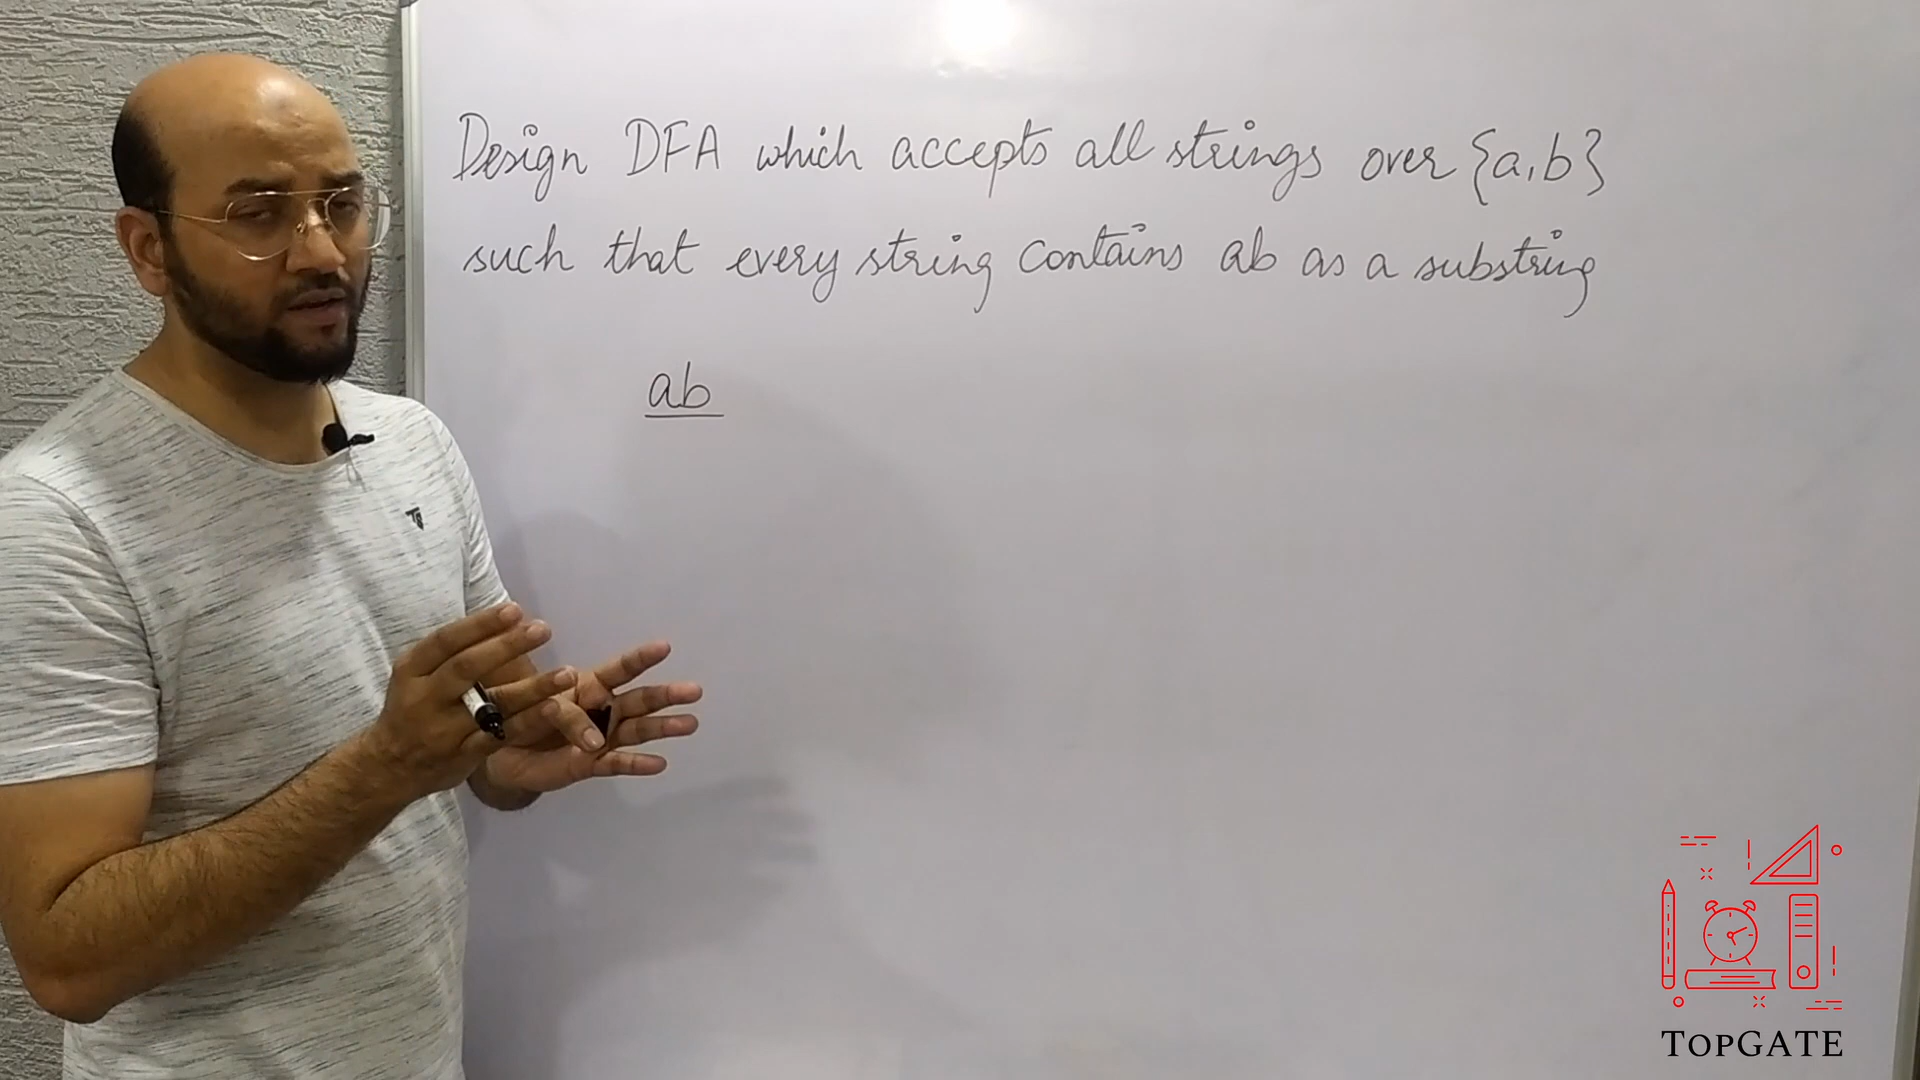 Design DFA which accepts all strings over {a,b}
such that every string contains ab as a substring
ab
TOPGATE